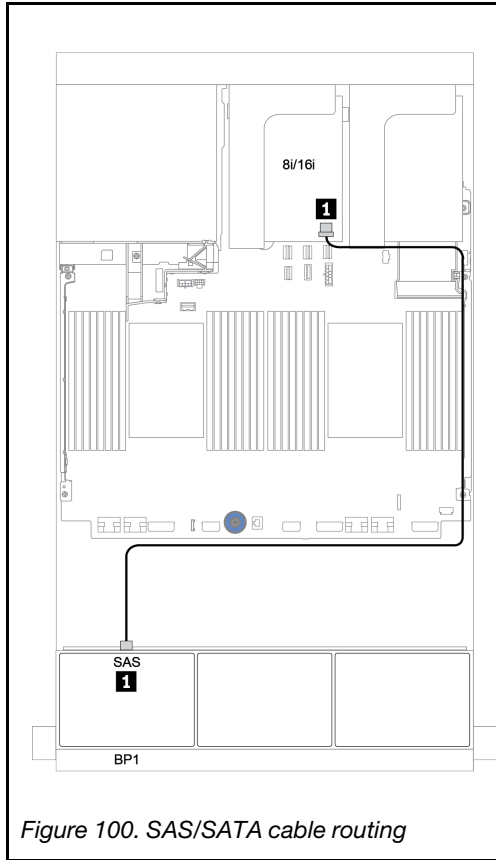 8i/16i
1
SAS
1
BP1
Figure 100. SAS/SATA cable routing